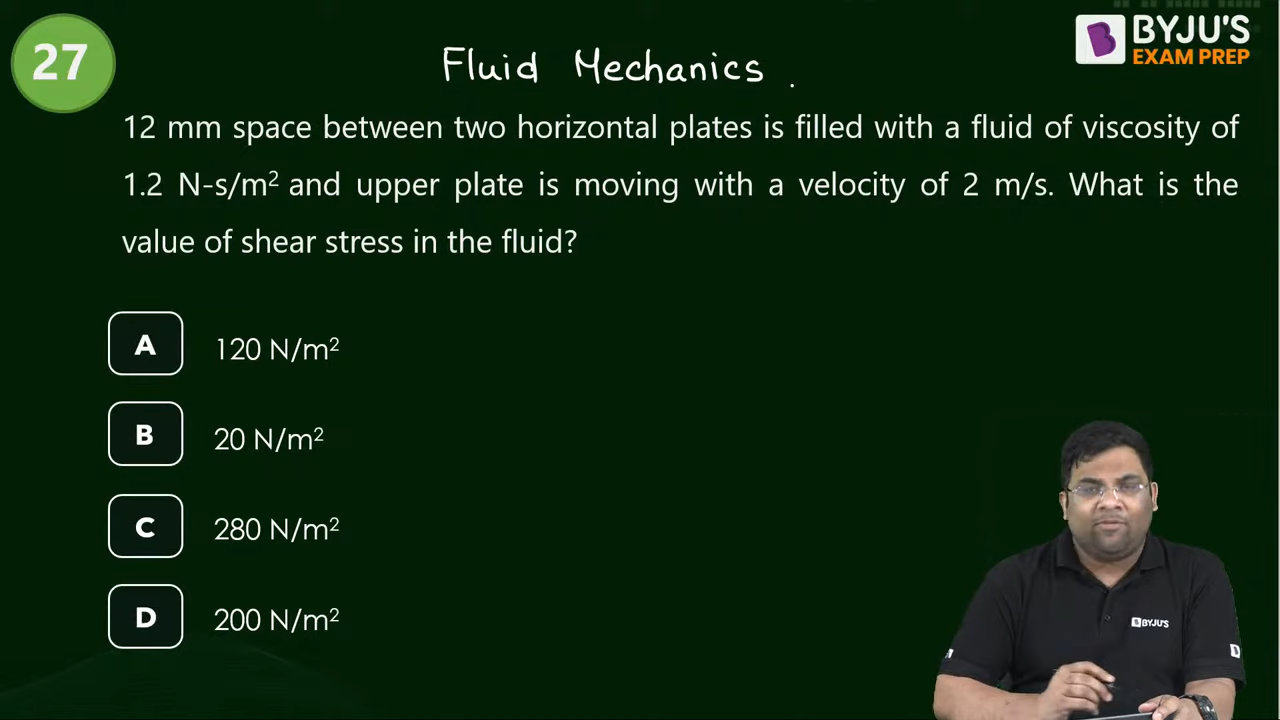 27
Fluid Mechanics .
BYJU'S
EXAM PREP
12 mm space between two horizontal plates is filled with a fluid of viscosity of
1.2 N-s/m² and upper plate is moving with a velocity of 2 m/s. What is the
value of shear stress in the fluid?
A 120 N/m²
B 20 N/m²
C 280 N/m²
D 200 N/m²
BYJU'S